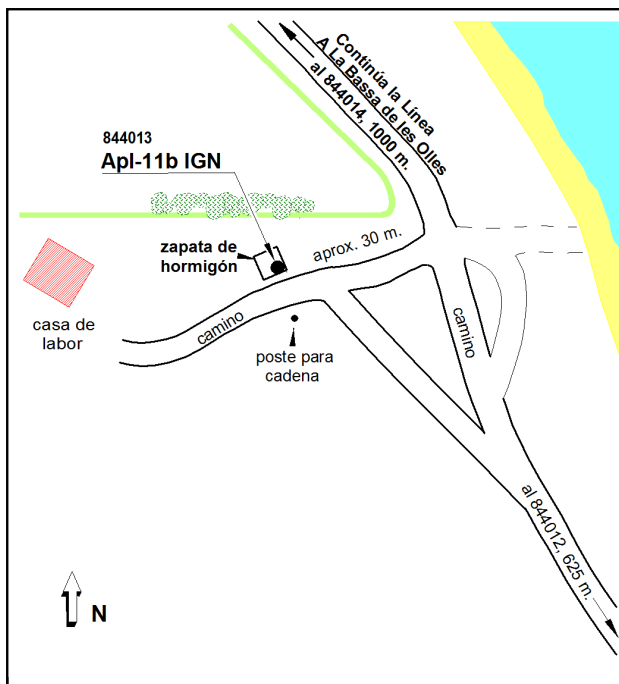 Continúa la Línea
A La Bassa de les Olles
al 844014, 1000 m.
844013
Apl-11b IGN
aprox. 30 m.
zapata de
hormigón
casa de
labor
camino
poste para
cadena
camino
al 844012, 625 m.
N